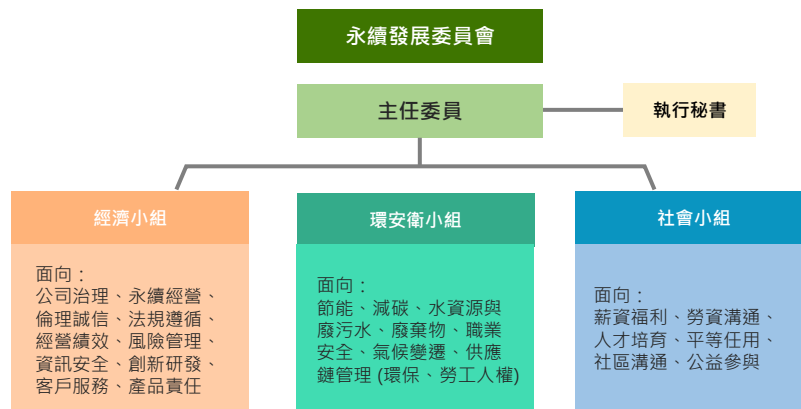 永續發展委員會
主任委員
執行秘書
經濟小組
面向：
公司治理、永續經營、
倫理誠信、法規遵循、
經營績效、風險管理、
資訊安全、創新研發、
客戶服務、產品責任
環安衛小組
面向：
節能、減碳、水資源與
廢污水、廢棄物、職業
安全、氣候變遷、供應
鏈管理 (環保、勞工人權)
社會小組
面向：
薪資福利、勞資溝通、
人才培育、平等任用、
社區溝通、公益參與